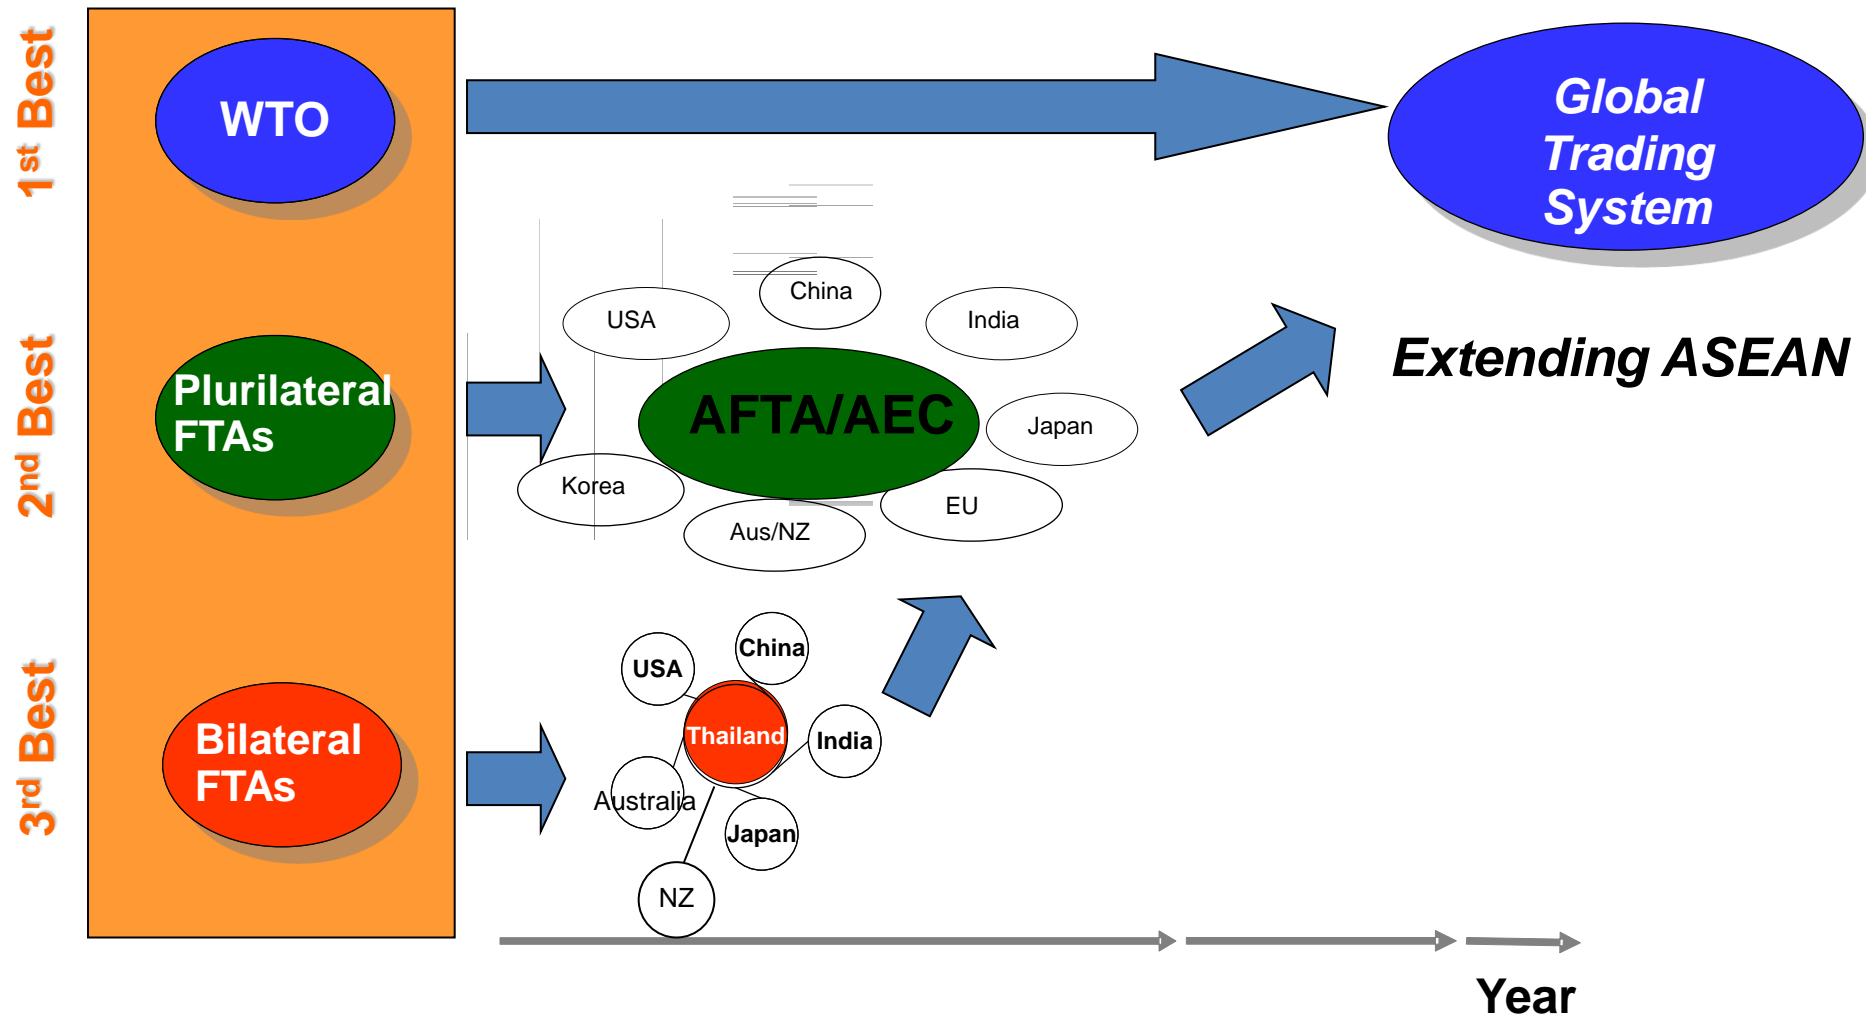 1st Best
WTO
Global
Trading
System
2nd Best
Plurilateral
FTAs
USA
China
India
AFTA/AEC
Japan
Korea
Aus/NZ
EU
Extending ASEAN
3rd Best
Bilateral
FTAs
USA
China
Thailand
India
Australia
Japan
NZ
Year